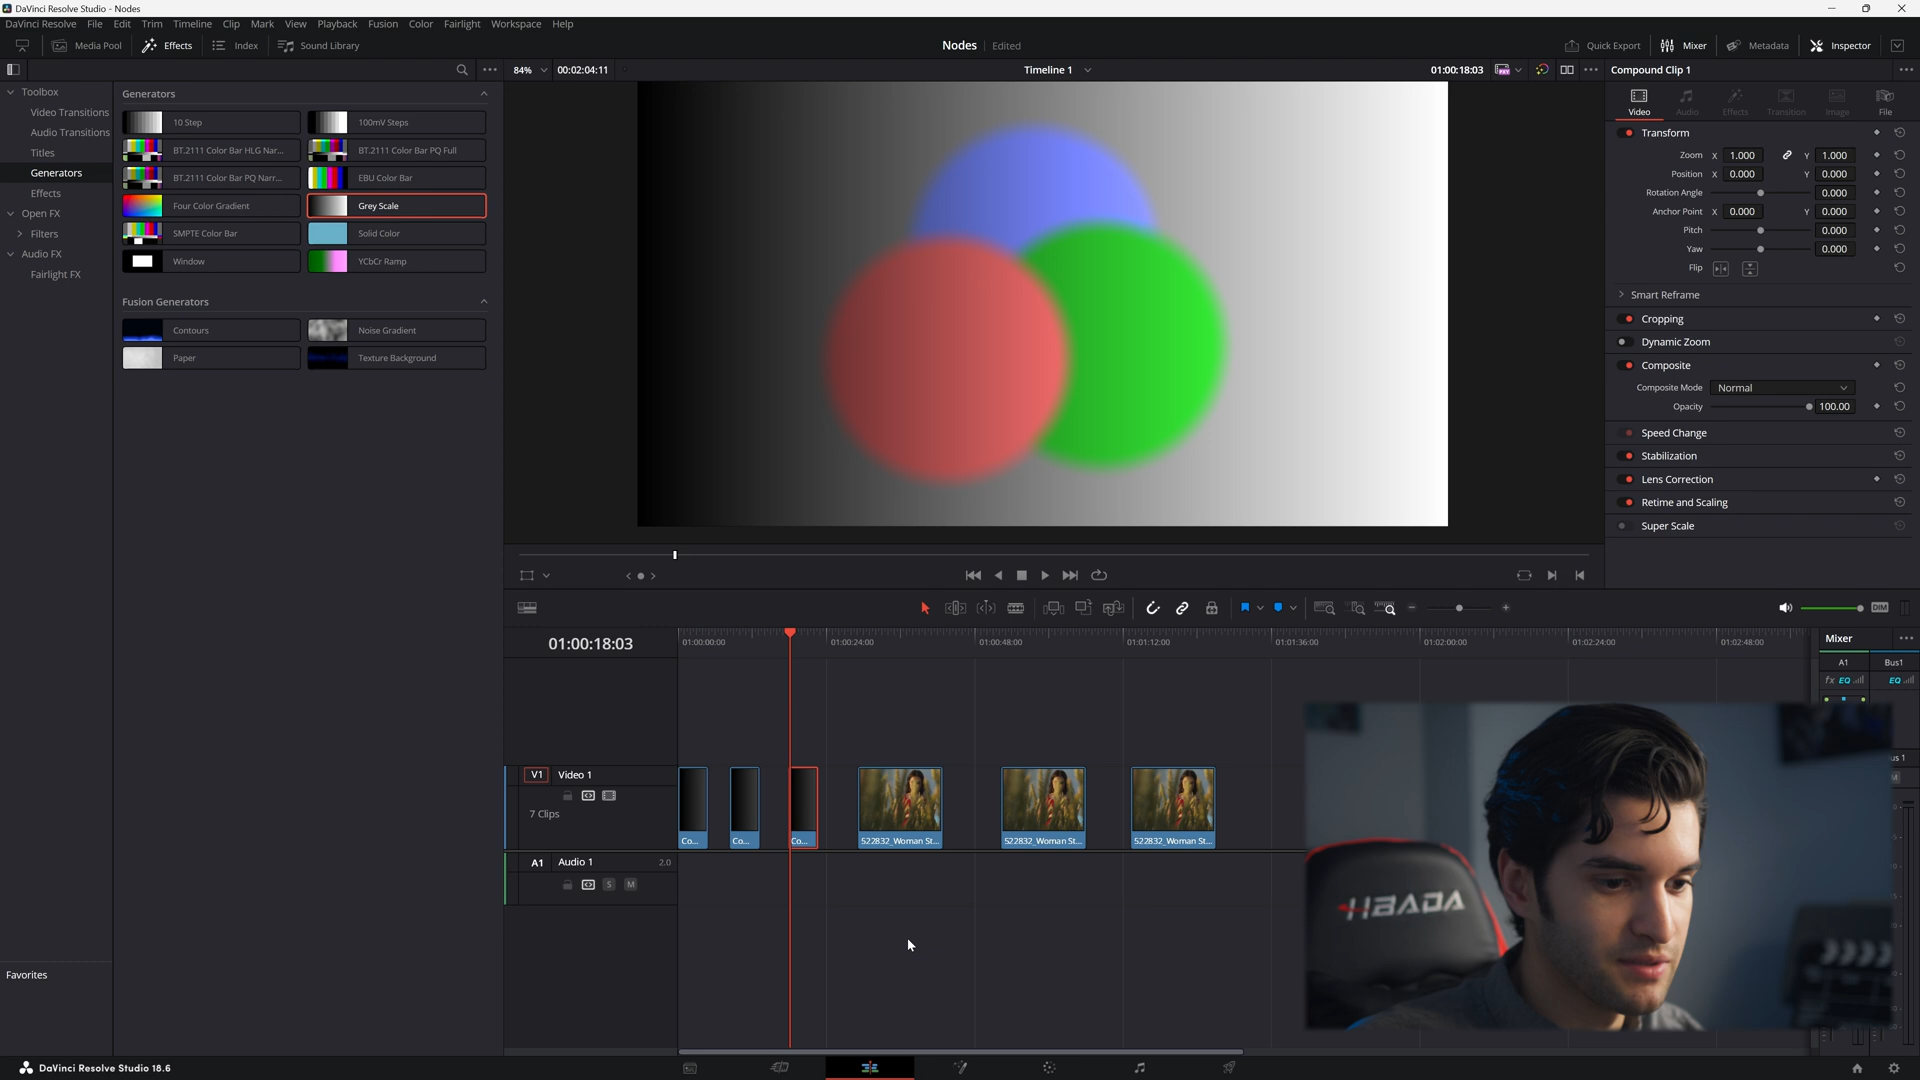 DaVinci Resolve Studio - Nodes
DaVinci Resolve File Edit Trim Timeline Clip Mark View Playback Fusion Color Fairlight Workspace Help
Media Pool Effects Index Sound Library
Nodes Edited
Quick Export Mixer Metadata Inspector
84% 00:02:04:11 Timeline 1 01:00:18:03 Compound Clip 1
Toolbox
Video Transitions
Audio Transitions
Titles
Generators
Effects
Open FX
Filters
Audio FX
Fairlight FX
Favorites
Generators
10 Step 100mV Steps
BT.2111 Color Bar HLG Nar... BT.2111 Color Bar PQ Full
BT.2111 Color Bar PQ Narr... EBU Color Bar
Four Color Gradient Grey Scale
SMPTE Color Bar Solid Color
Window YCbCr Ramp
Fusion Generators
Contours Noise Gradient
Paper Texture Background
Video Audio Effects Transition Image File
Transform
Zoom X 1.000 Y 1.000
Position X 0.000 Y 0.000
Rotation Angle 0.000
Anchor Point X 0.000 Y 0.000
Pitch 0.000
Yaw 0.000
Flip
Smart Reframe
Cropping
Dynamic Zoom
Composite
Composite Mode Normal
Opacity 100.00
Speed Change
Stabilization
Lens Correction
Retime and Scaling
Super Scale
DIM
01:00:18:03
01:00:00:00 01:00:24:00 01:00:48:00 01:01:12:00 01:01:36:00 01:02:00:00 01:02:24:00 01:02:48:00
Mixer
A1 Bus1
fx EQ EQ
V1 Video 1
7 Clips
Co... Co... Co... 522832_Woman St... 522832_Woman St... 522832_Woman St...
A1 Audio 1 2.0
S M
HBADA
DaVinci Resolve Studio 18.6